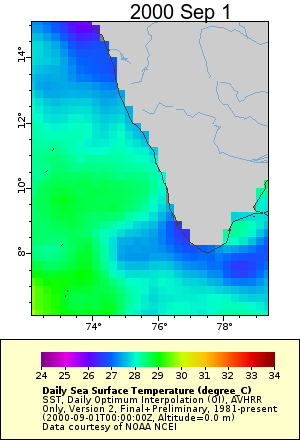 2000 Sep 1
14°
12°
10°
8°
74°
76°
78°
24 25 26 27 28 29 30 31 32 33 34
Daily Sea Surface Temperature (degree_C)
SST, Daily Optimum Interpolation (OI), AVHRR
Only, Version 2, Final+Preliminary, 1981-present
(2000-09-01T00:00:00Z, Altitude=0.0 m)
Data courtesy of NOAA NCEI